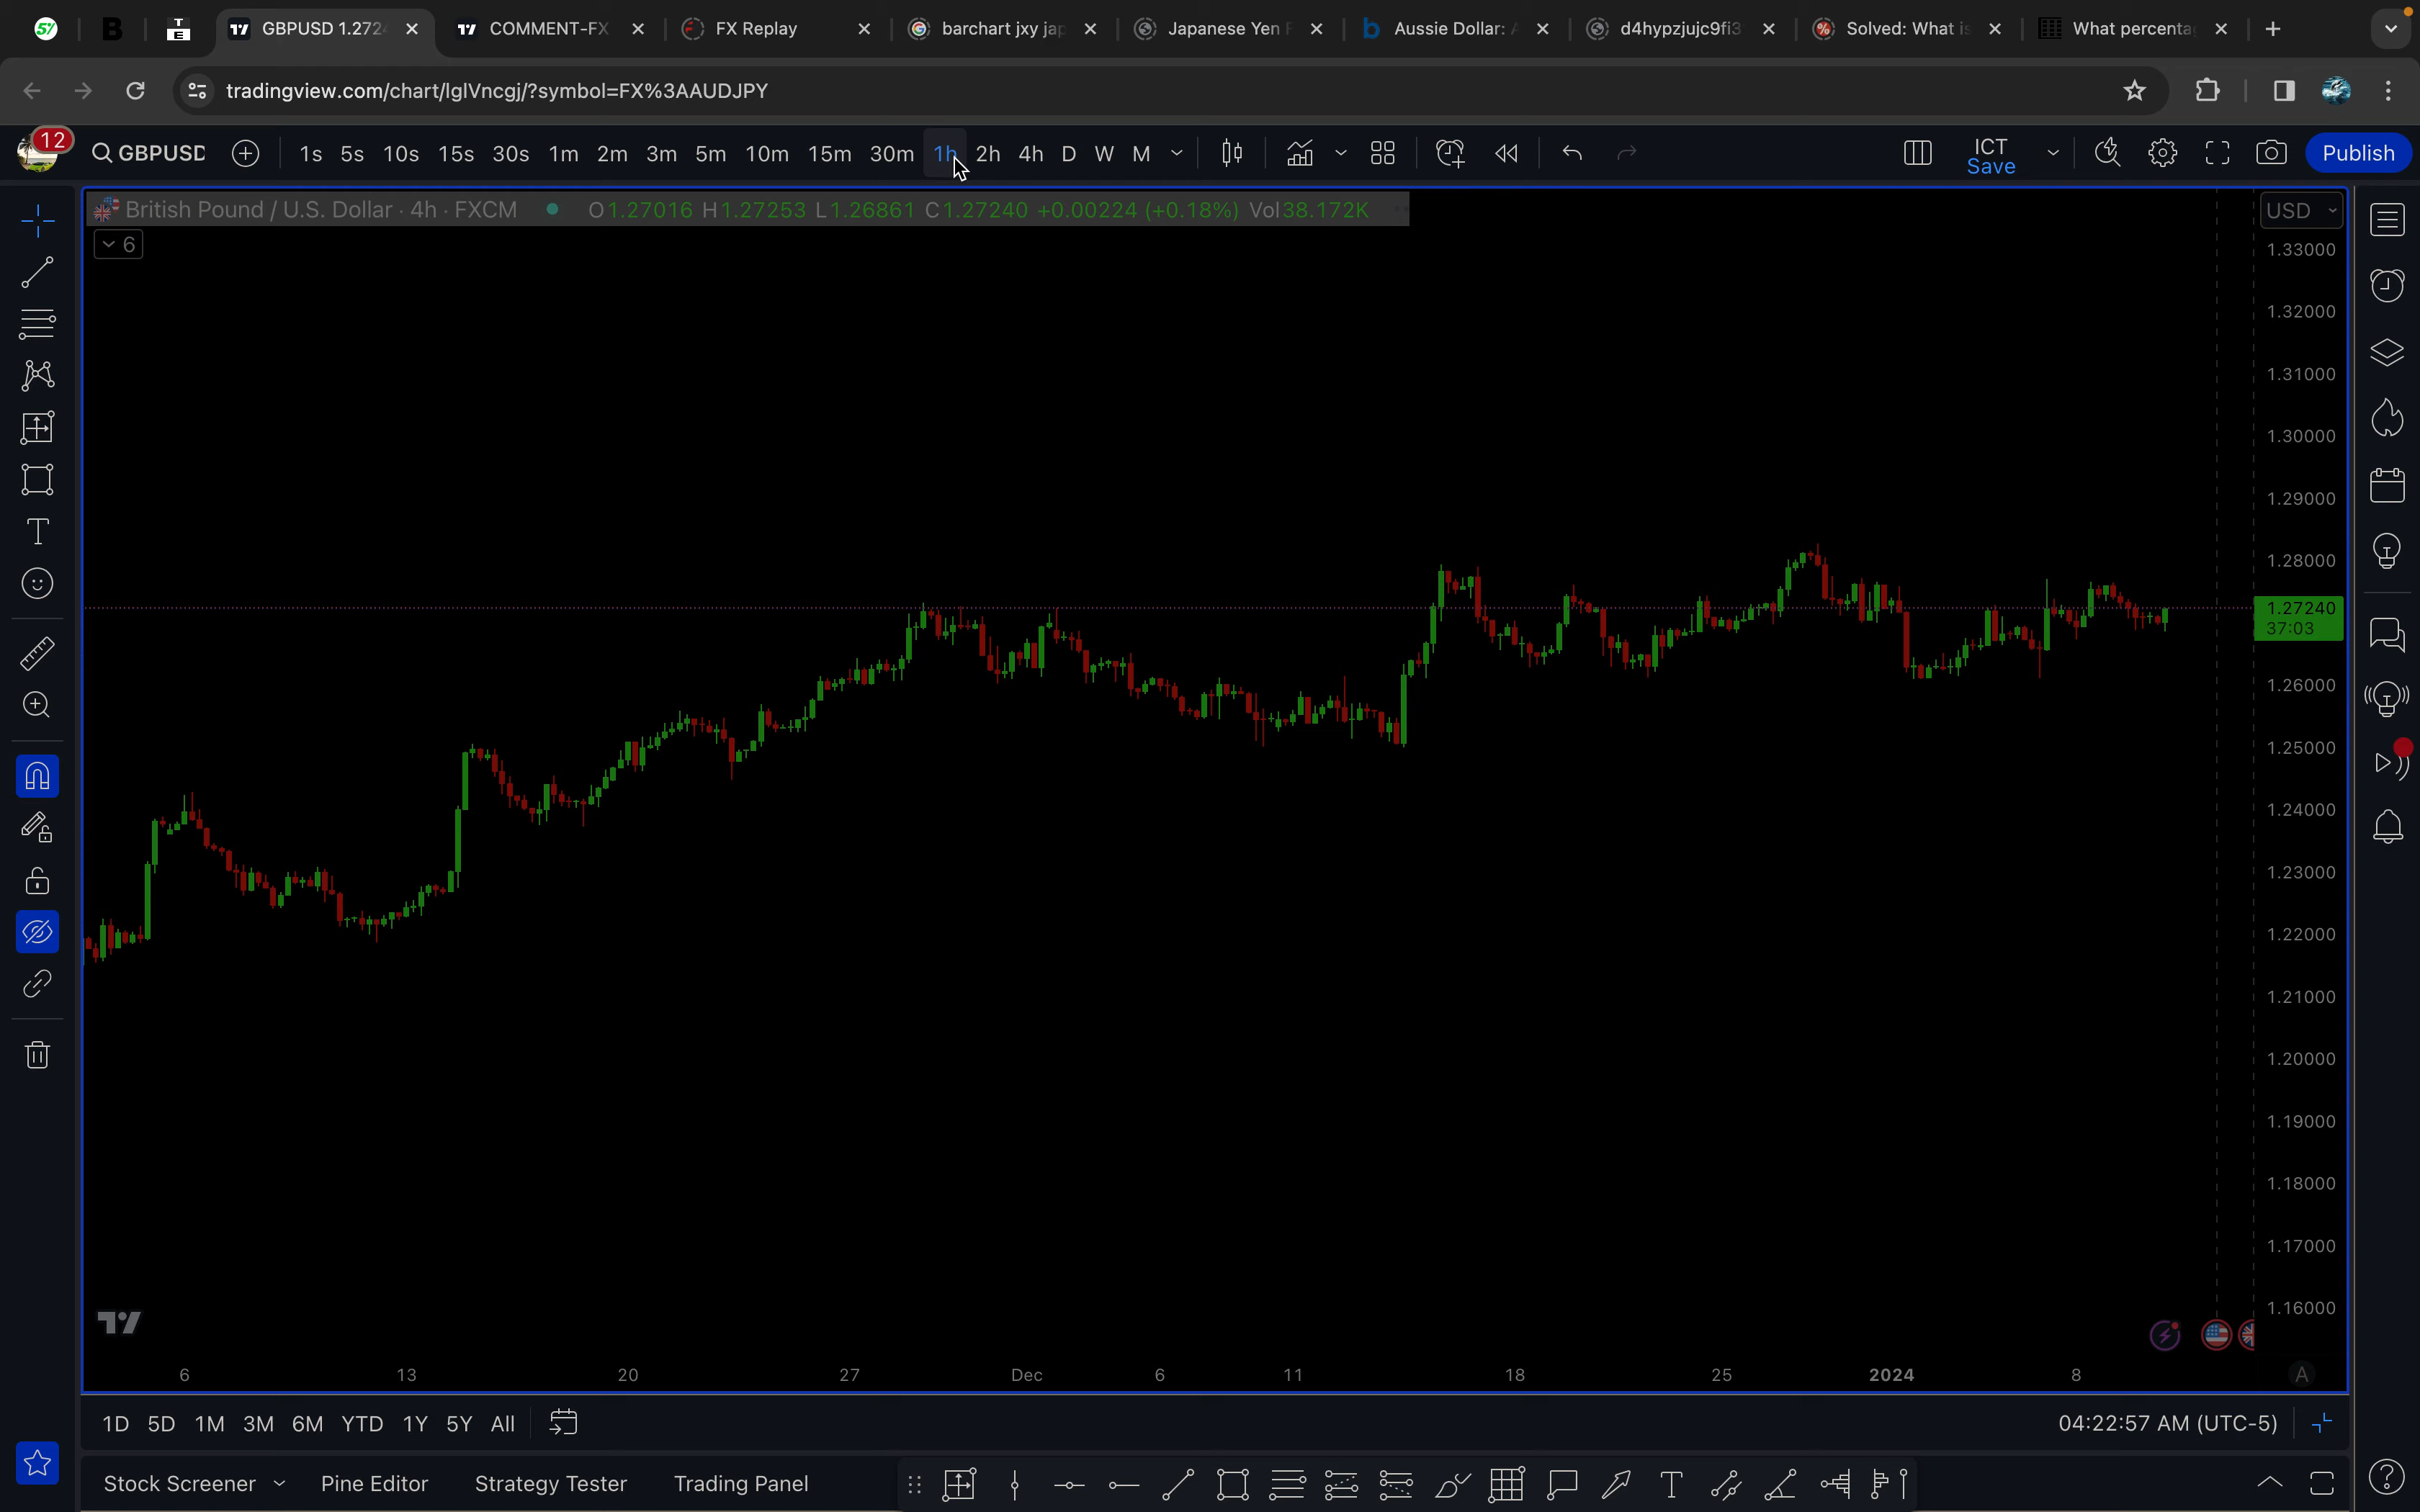 GBPUSD 1.272
COMMENT-FX
FX Replay
barchart jxy jap
Japanese Yen F
Aussie Dollar: A
d4hypzjujc9fi3
Solved: What is
What percenta
tradingview.com/chart/lglVncgj/?symbol=FX%3AAUDJPY
12
GBPUSD
1s 5s 10s 15s 30s 1m 2m 3m 5m 10m 15m 30m 1h 2h 4h D W M
ICT
Save
Publish
British Pound / U.S. Dollar · 4h · FXCM
O1.27016 H1.27253 L1.26861 C1.27240 +0.00224 (+0.18%) Vol38.172K
USD
6
1.33000
1.32000
1.31000
1.30000
1.29000
1.28000
1.27240
37:03
1.26000
1.25000
1.24000
1.23000
1.22000
1.21000
1.20000
1.19000
1.18000
1.17000
1.16000
6 13 20 27 Dec 6 11 18 25 2024 8 A
1D 5D 1M 3M 6M YTD 1Y 5Y All
04:22:57 AM (UTC-5)
Stock Screener Pine Editor Strategy Tester Trading Panel